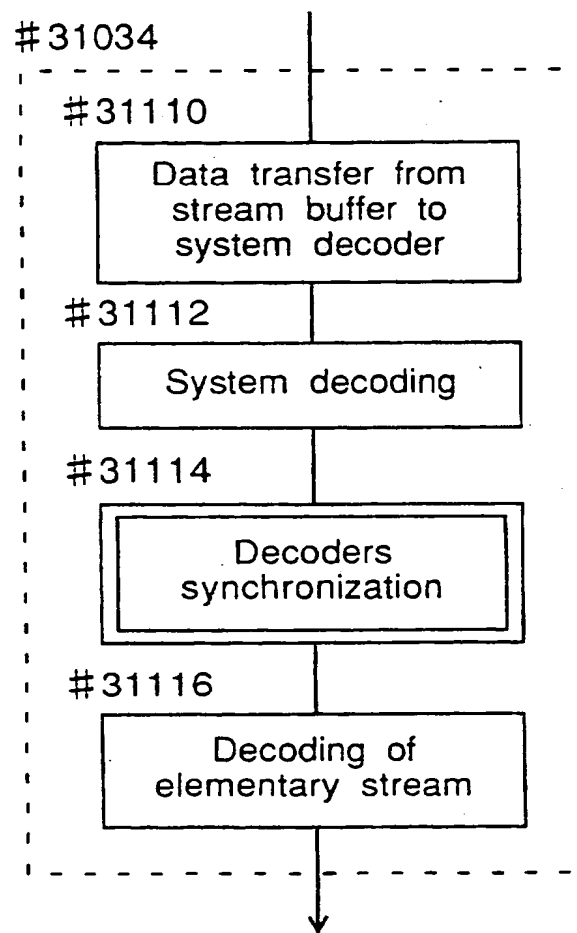 #31034
#31110
Data transfer from
stream buffer to
system decoder
#31112
System decoding
#31114
Decoders
synchronization
#31116
Decoding of
elementary stream